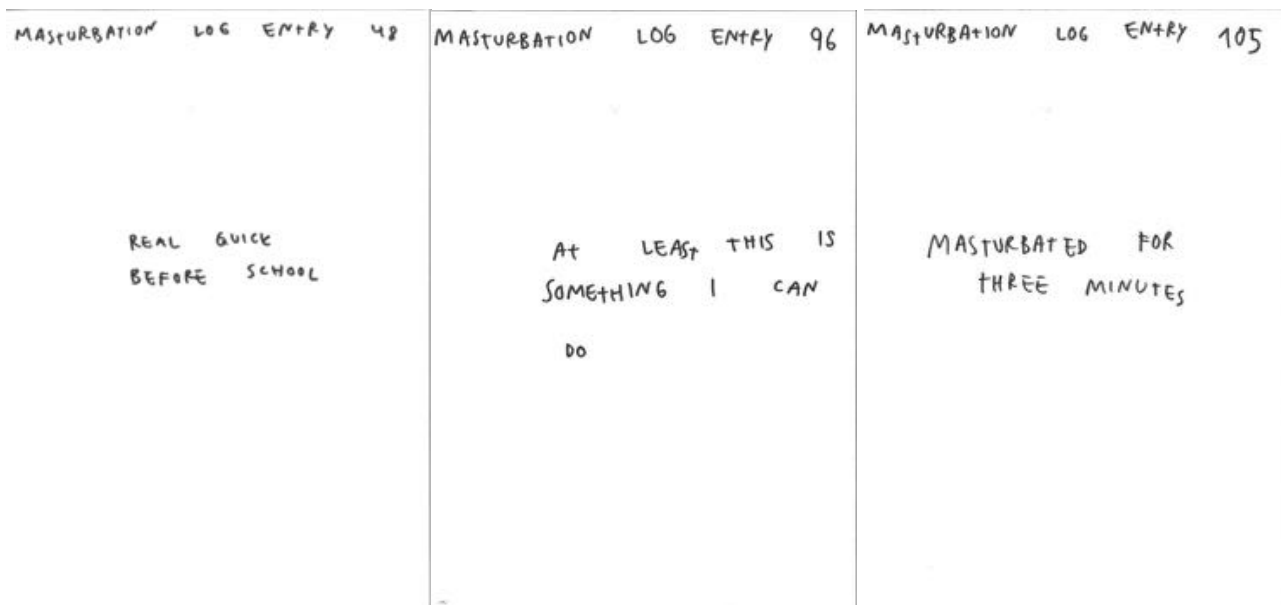 MASTURBATION LOG ENTRY 48
REAL QUICK
BEFORE SCHOOL
MASTURBATION LOG ENTRY 96
AT LEAST THIS IS
SOMETHING I CAN
DO
MASTURBATION LOG ENTRY 105
MASTURBATED FOR
THREE MINUTES